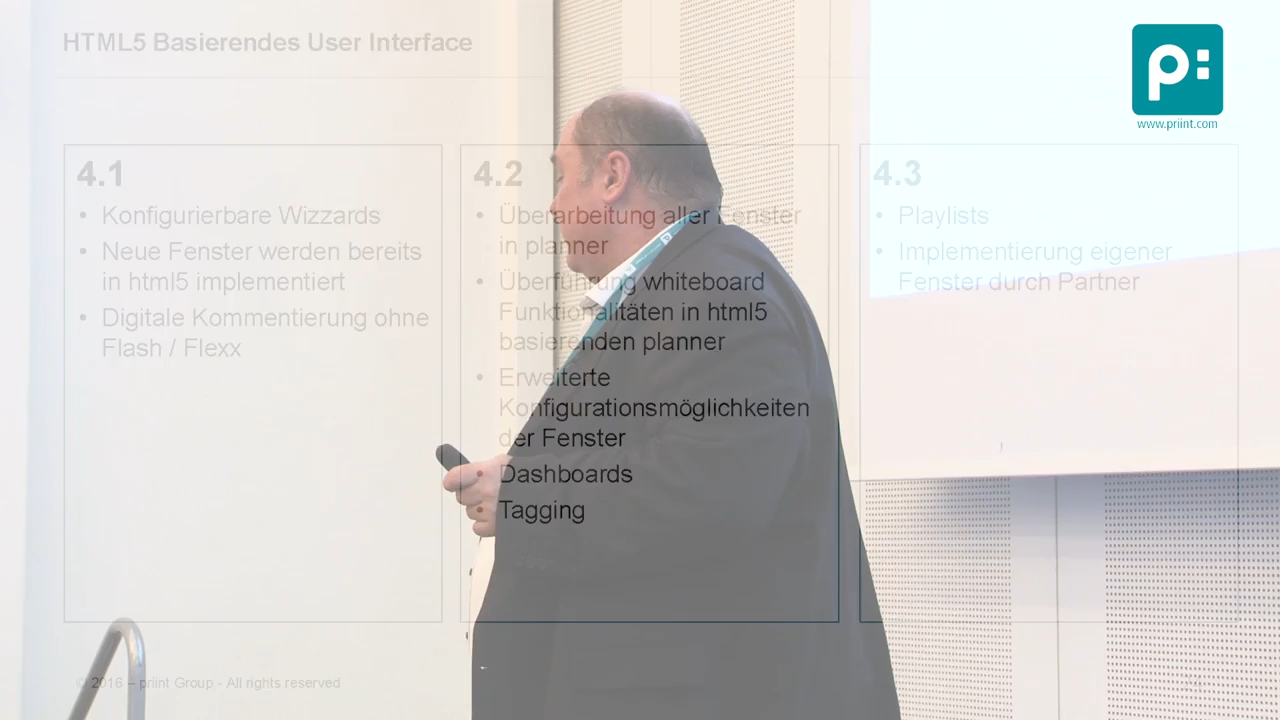 HTML5 Basierendes User Interface
p:
www.priint.com
4.1
• Konfigurierbare Wizzards
• Neue Fenster werden bereits
in html5 implementiert
• Digitale Kommentierung ohne
Flash / Flexx
4.2
• Überarbeitung aller Fenster
in planner
• Überführung whiteboard
Funktionalitäten in html5
basierenden planner
• Erweiterte
Konfigurationsmöglichkeiten
der Fenster
• Dashboards
• Tagging
4.3
• Playlists
• Implementierung eigener
Fenster durch Partner
© 2016 – priint Group - All rights reserved